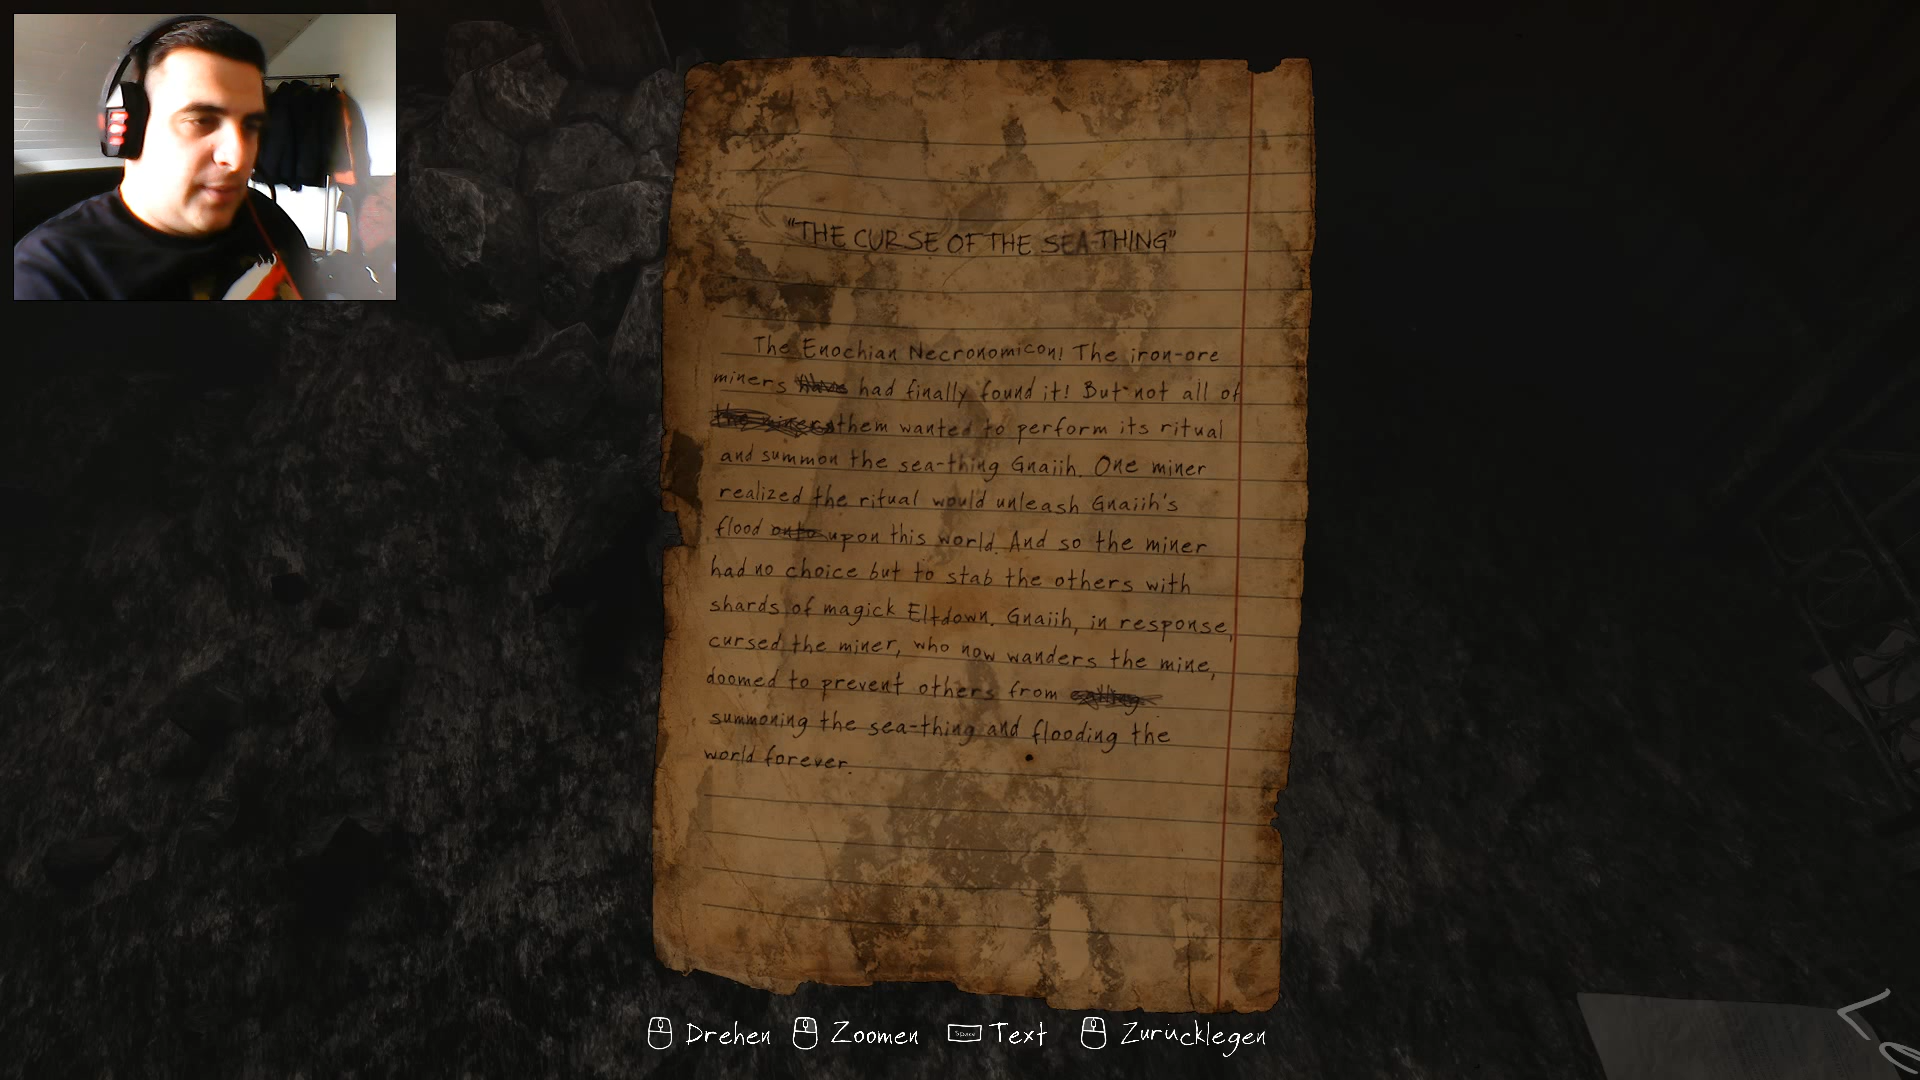 "THE CURSE OF THE SEA-THING"
The Enochian Necronomicon! The iron-ore
miners had finally found it! But not all of
the miners them wanted to perform its ritual
and summon the sea-thing Gnaiih. One miner
realized the ritual would unleash Gnaiih's
flood onto upon this world. And so the miner
had no choice but to stab the others with
shards of magick Eltdown. Gnaiih, in response,
cursed the miner, who now wanders the mine,
doomed to prevent others from
summoning the sea-thing and flooding the
world forever.
Drehen Zoomen Space Text Zurücklegen